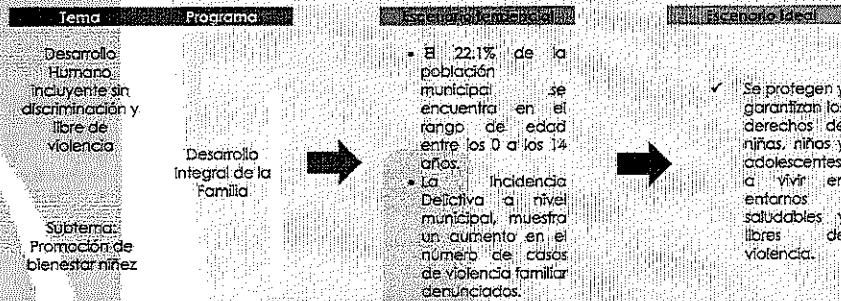 Tema
Programa
Escenario Tendencial
Escenario Ideal
Desarrollo
Humano
incluyente sin
discriminación y
libre de
violencia
Subtema:
Promoción de
bienestar niñez
Desarrollo
Integral de la
Familia
• El 22.1% de la
población
municipal se
encuentra en el
rango de edad
entre los 0 a los 14
años.
• La Incidencia
Delictiva a nivel
municipal, muestra
un aumento en el
número de casos
de violencia familiar
denunciados.
✓ Se protegen y
garantizan los
derechos de
niñas, niños y
adolescentes
a vivir en
entornos
saludables y
libres de
violencia.